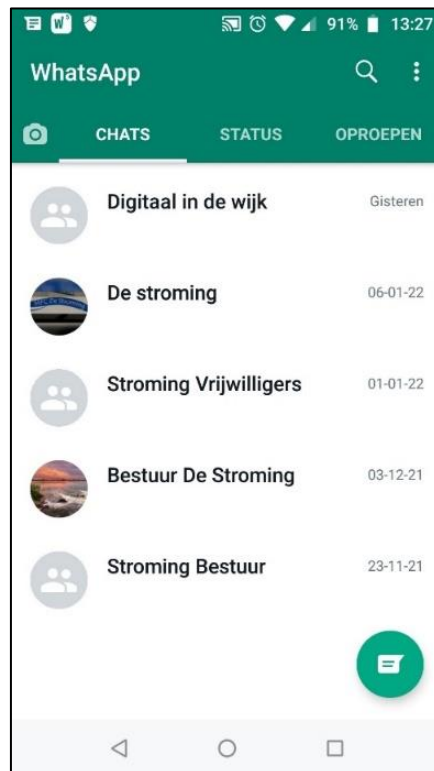 91% 13:27
WhatsApp
CHATS STATUS OPROEPEN
Digitaal in de wijk Gisteren
De stroming 06-01-22
Stroming Vrijwilligers 01-01-22
Bestuur De Stroming 03-12-21
Stroming Bestuur 23-11-21